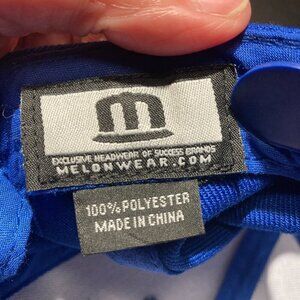 m
EXCLUSIVE HEADWEAR OF SUCCESS BRANDS
MELONWEAR.COM
100% POLYESTER
MADE IN CHINA